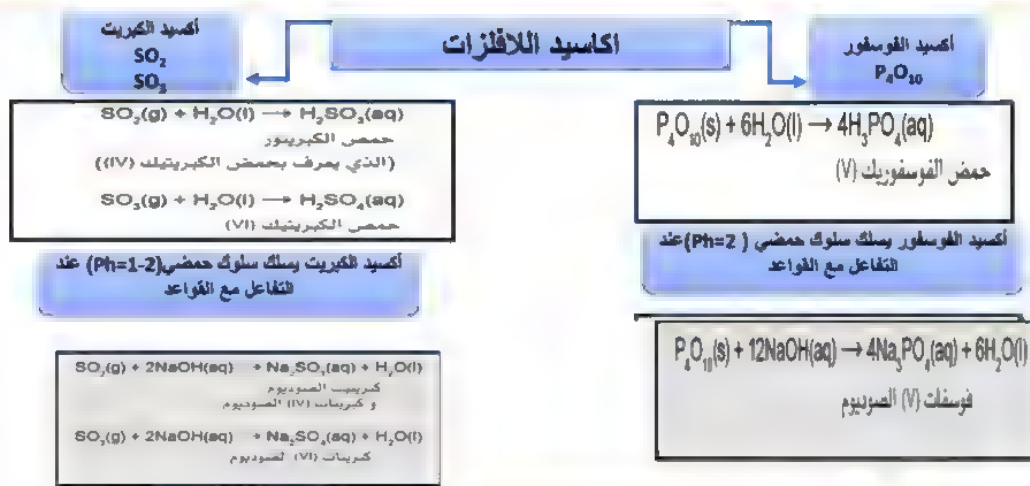 اكاسيد اللافلزات
أكسيد الفوسفور
P₄O₁₀
P₄O₁₀(s) + 6H₂O(l) → 4H₃PO₄(aq)
حمض الفوسفوريك (V)
أكسيد الفوسفور يسلك سلوك حمضي ( Ph=2)عند
التفاعل مع القواعد
P₄O₁₀(s) + 12NaOH(aq) → 4Na₃PO₄(aq) + 6H₂O(l)
فوسفات (V) الصوديوم
أكسيد الكبريت
SO₂
SO₃
SO₂(g) + H₂O(l) → H₂SO₃(aq)
حمض الكبريتور
(الذي يعرف بحمض الكبريتيك (IV))
SO₃(g) + H₂O(l) → H₂SO₄(aq)
حمض الكبريتيك (VI)
أكسيد الكبريت يسلك سلوك حمضي(Ph=1-2) عند
التفاعل مع القواعد
SO₂(g) + 2NaOH(aq) → Na₂SO₃(aq) + H₂O(l)
كبريتيت الصوديوم
و كبريتات (IV) الصوديوم
SO₃(g) + 2NaOH(aq) → Na₂SO₄(aq) + H₂O(l)
كبريتات (VI) الصوديوم